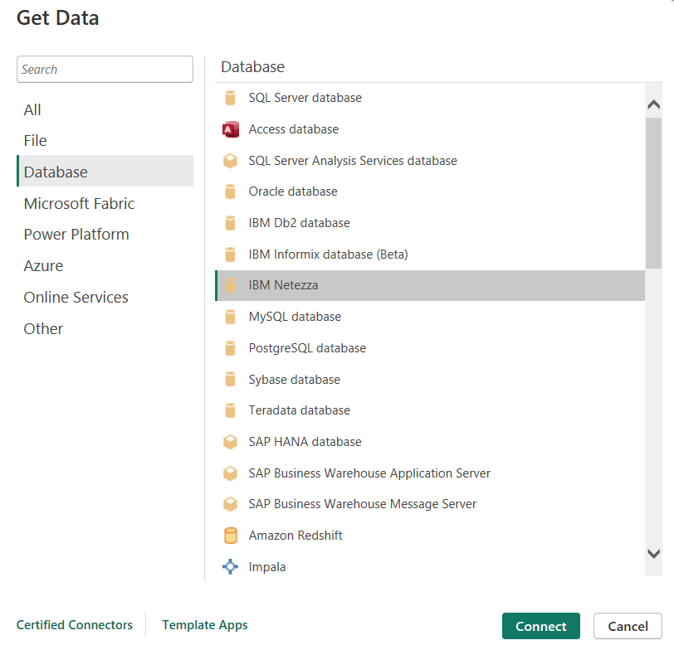 Get Data
Search
All
File
Database
Microsoft Fabric
Power Platform
Azure
Online Services
Other
Database
SQL Server database
A Access database
SQL Server Analysis Services database
Oracle database
IBM Db2 database
IBM Informix database (Beta)
IBM Netezza
MySQL database
PostgreSQL database
Sybase database
Teradata database
SAP HANA database
SAP Business Warehouse Application Server
SAP Business Warehouse Message Server
Amazon Redshift
Impala
Certified Connectors
Template Apps
Connect
Cancel